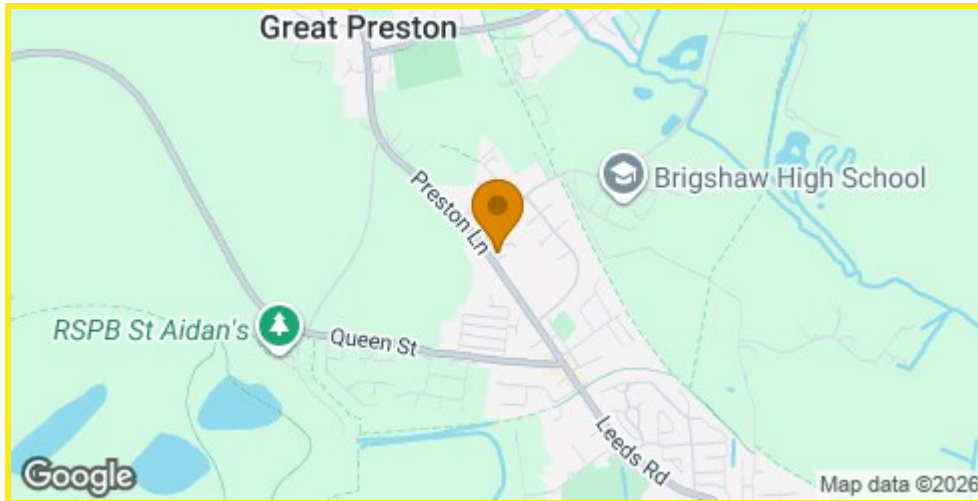 Great Preston
Preston Ln
Brigshaw High School
RSPB St Aidan's
Queen St
Leeds Rd
Google
Map data ©2026